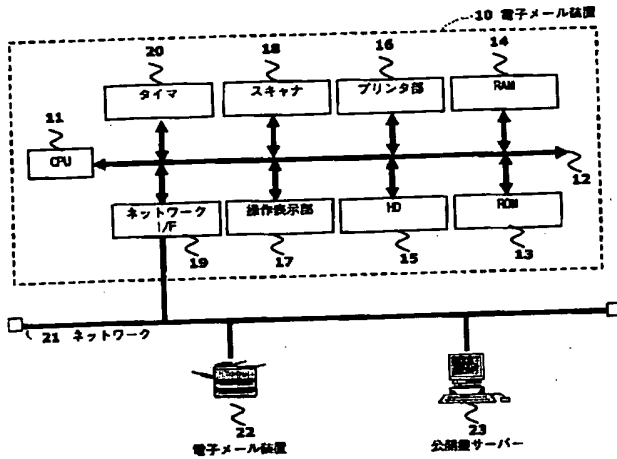 10 電子メール装置
20
18
16
14
タイマ
スキャナ
プリンタ部
RAM
11
CPU
12
ネットワーク
I/F
操作表示部
HD
ROM
19
17
15
13
21 ネットワーク
22
23
電子メール装置
公開鍵サーバー